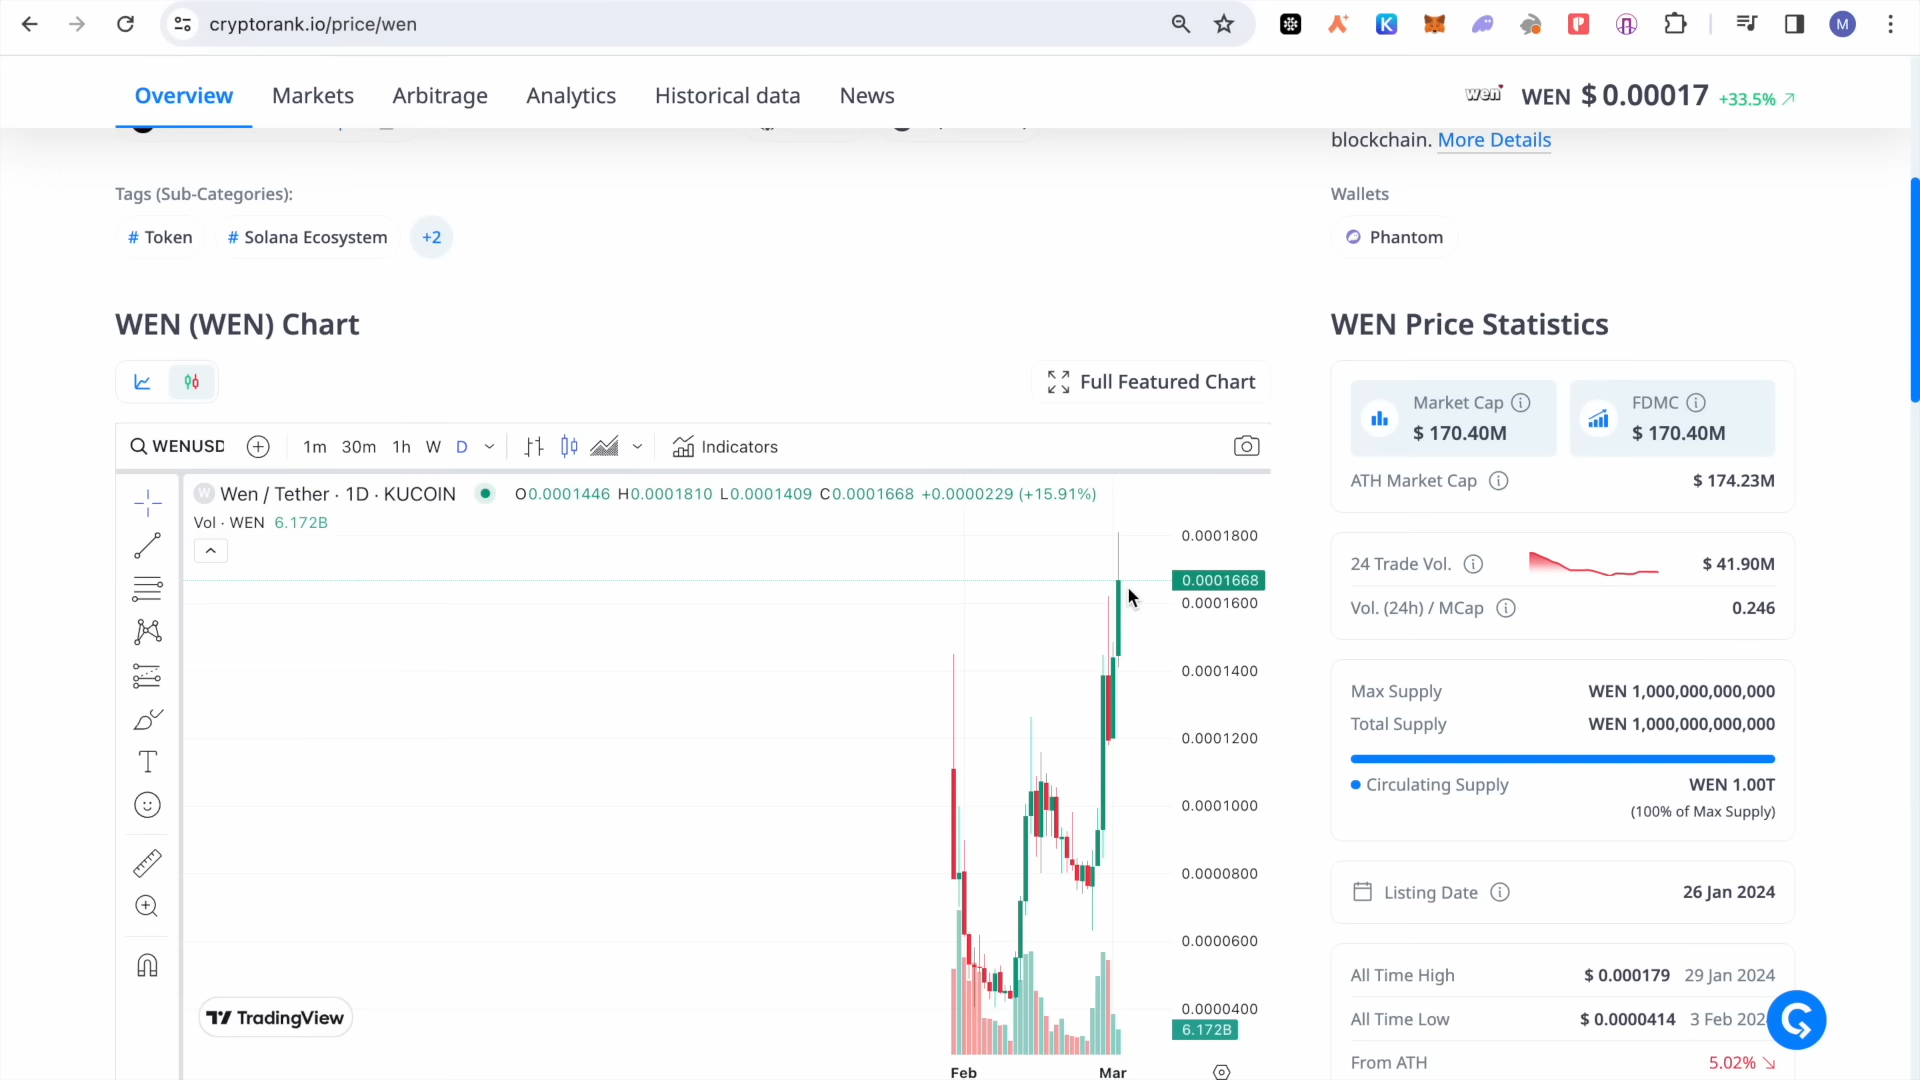 cryptorank.io/price/wen
M
Overview
Markets
Arbitrage
Analytics
Historical data
News
wen
WEN $ 0.00017 +33.5%
blockchain. More Details
Tags (Sub-Categories):
# Token
# Solana Ecosystem
+2
Wallets
Phantom
WEN (WEN) Chart
Full Featured Chart
WENUSD
1m 30m 1h W D
Indicators
W Wen / Tether · 1D · KUCOIN O0.0001446 H0.0001810 L0.0001409 C0.0001668 +0.0000229 (+15.91%)
Vol · WEN 6.172B
0.0001800
0.0001668
0.0001600
0.0001400
0.0001200
0.0001000
0.0000800
0.0000600
0.0000400
6.172B
TradingView
Feb
Mar
WEN Price Statistics
Market Cap
$ 170.40M
FDMC
$ 170.40M
ATH Market Cap $ 174.23M
24 Trade Vol. $ 41.90M
Vol. (24h) / MCap 0.246
Max Supply WEN 1,000,000,000,000
Total Supply WEN 1,000,000,000,000
Circulating Supply WEN 1.00T
(100% of Max Supply)
Listing Date 26 Jan 2024
All Time High $ 0.000179 29 Jan 2024
All Time Low $ 0.0000414 3 Feb 202
From ATH 5.02%